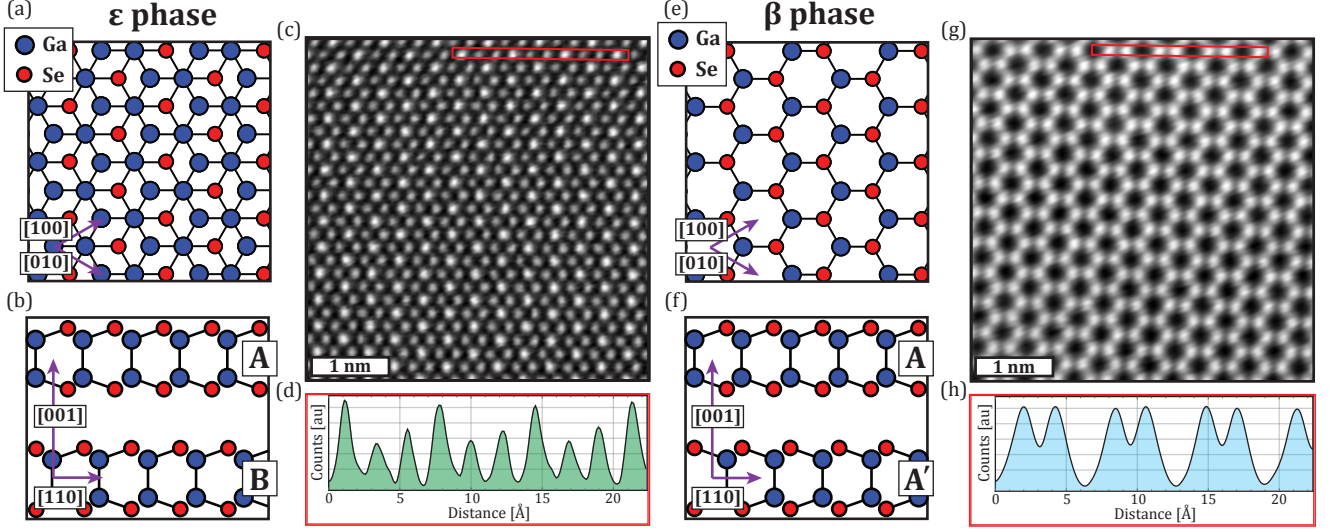 (a)
ε phase
Ga
Se
[100]
[010]
(b)
A
[001]
B
[110]
(c)
1 nm
(d)
Counts [au]
0 5 10 15 20
Distance [Å]
(e)
β phase
Ga
Se
[100]
[010]
(f)
A
[001]
A′
[110]
(g)
1 nm
(h)
Counts [au]
0 5 10 15 20
Distance [Å]